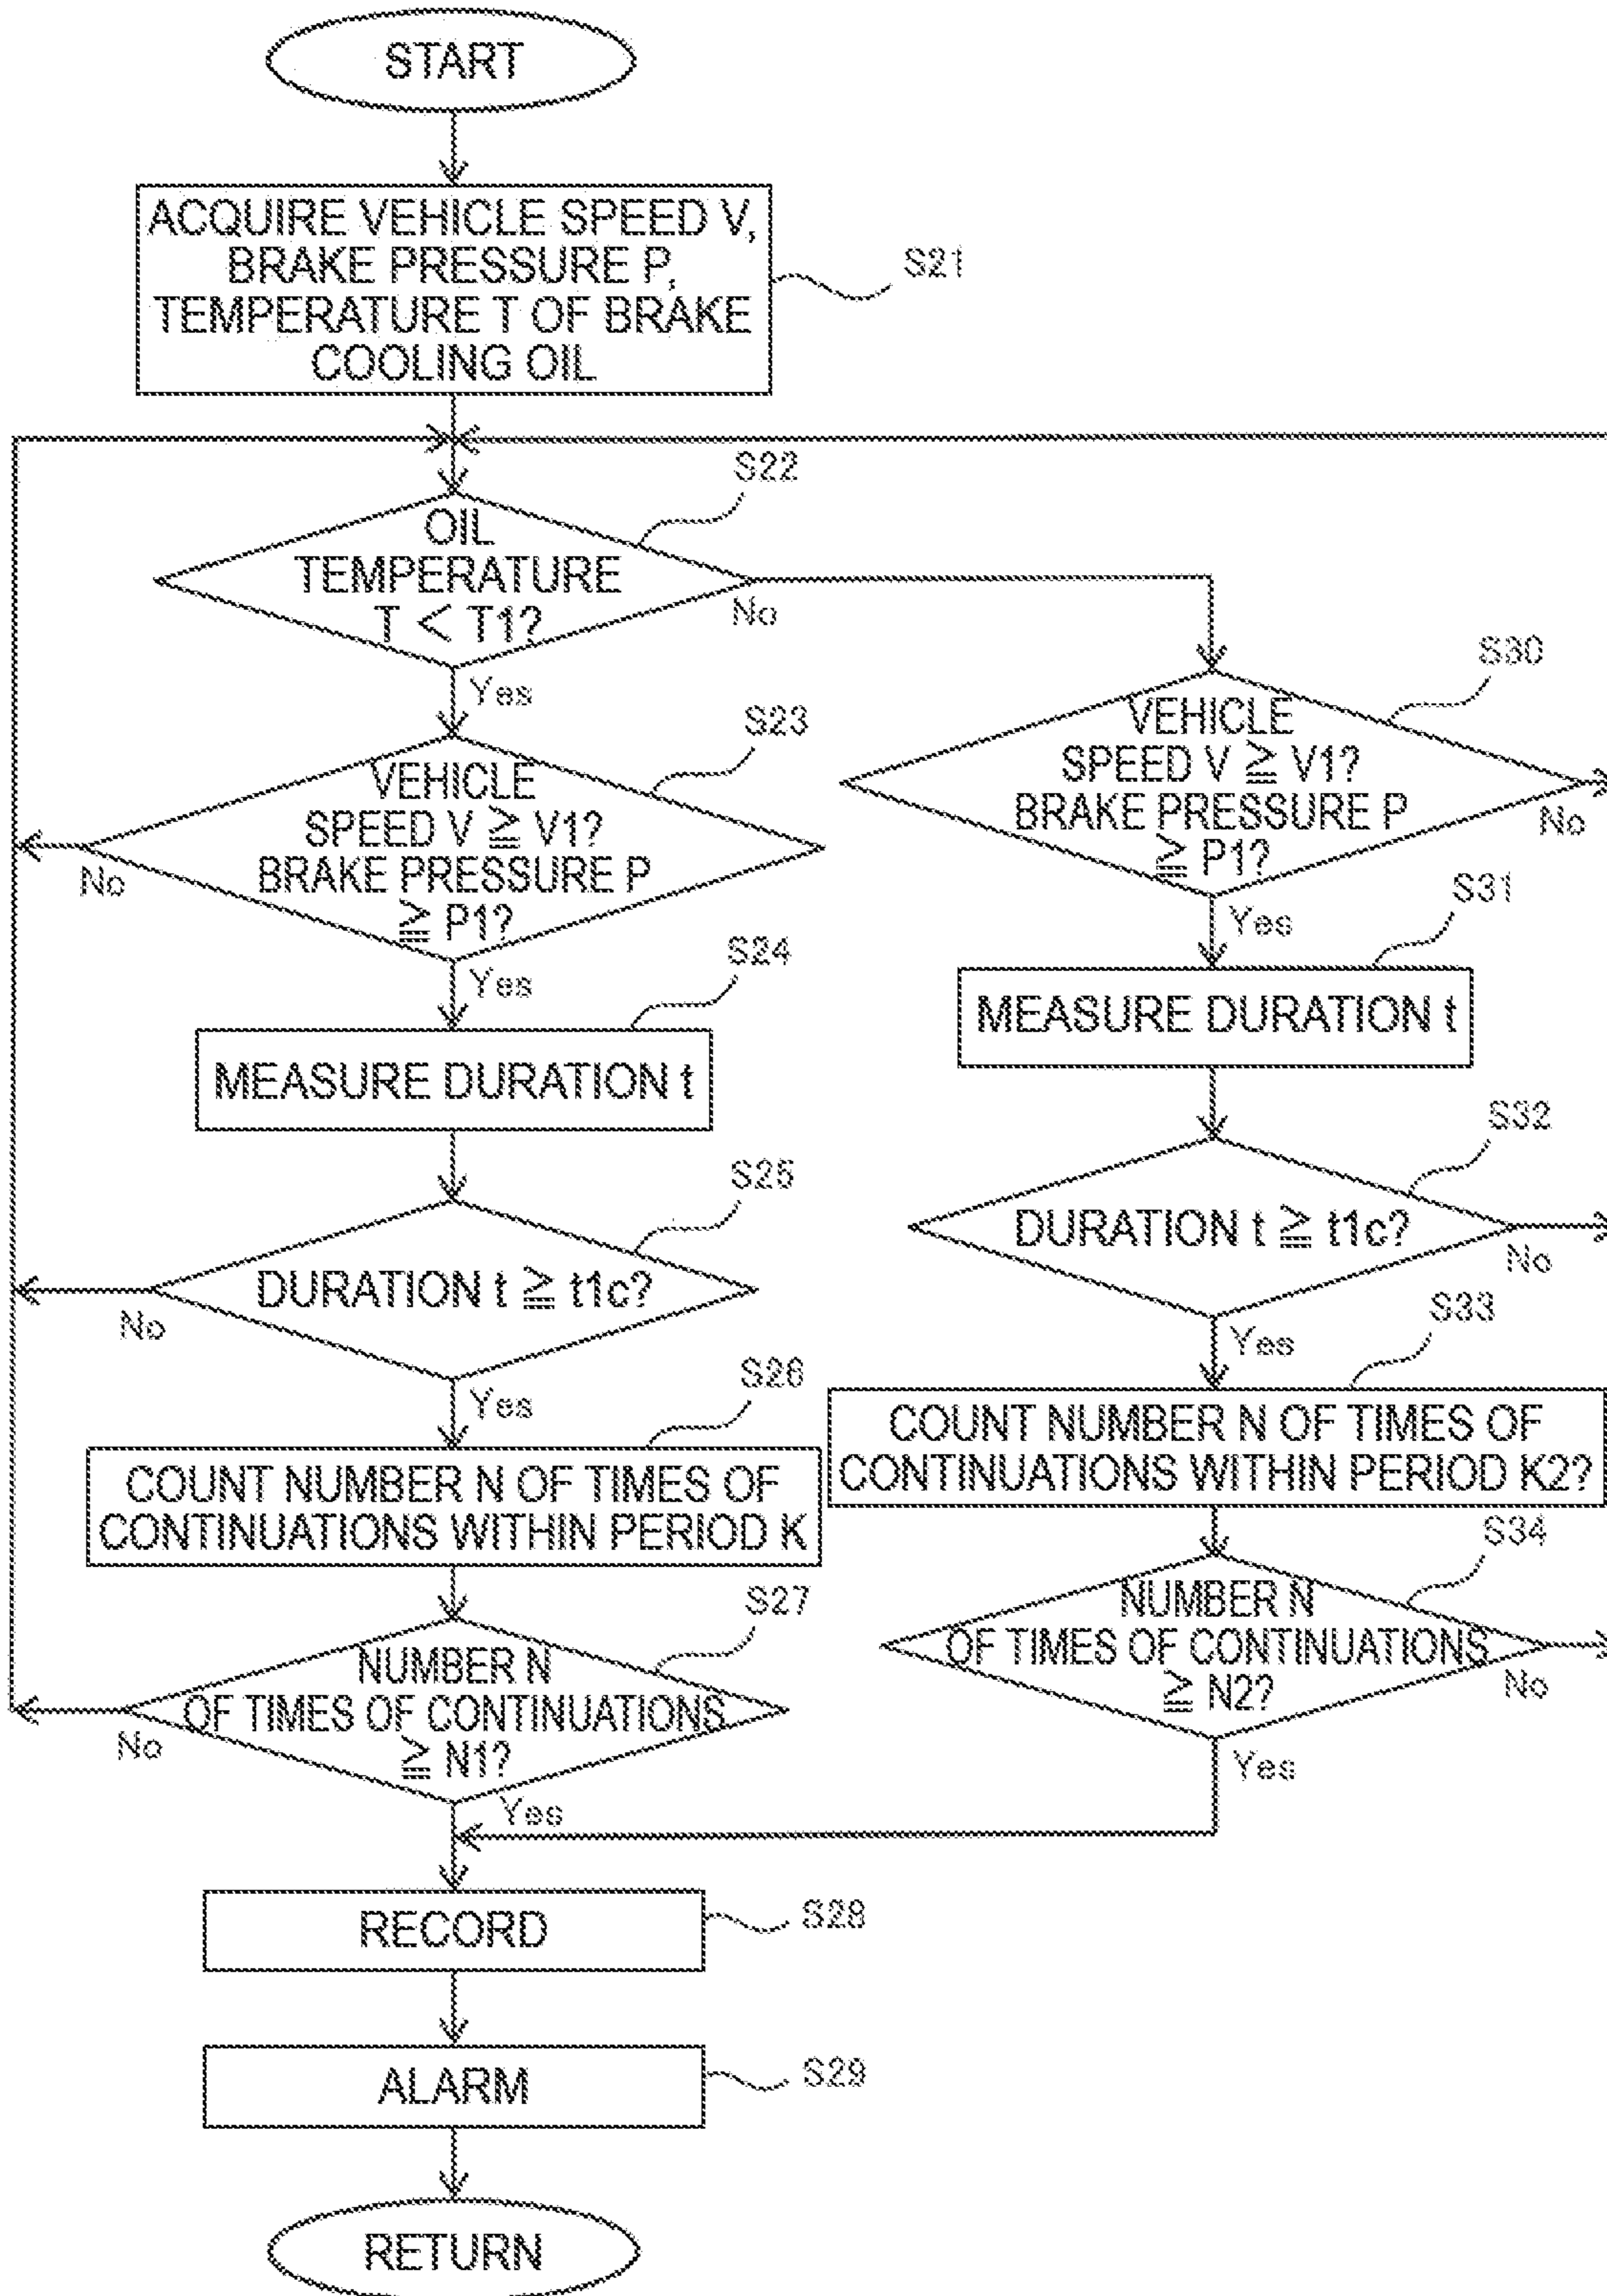 START
ACQUIRE VEHICLE SPEED V,
BRAKE PRESSURE P,
TEMPERATURE T OF BRAKE
COOLING OIL
S21
S22
OIL
TEMPERATURE
T < T1?
No
Yes
S23
VEHICLE
SPEED V ≧ V1?
BRAKE PRESSURE P
≧ P1?
No
Yes
S24
MEASURE DURATION t
S25
DURATION t ≧ t1c?
No
Yes
S26
COUNT NUMBER N OF TIMES OF
CONTINUATIONS WITHIN PERIOD K
S27
NUMBER N
OF TIMES OF CONTINUATIONS
≧ N1?
No
Yes
S30
VEHICLE
SPEED V ≧ V1?
BRAKE PRESSURE P
≧ P1?
No
Yes
S31
MEASURE DURATION t
S32
DURATION t ≧ t1c?
No
Yes
S33
COUNT NUMBER N OF TIMES OF
CONTINUATIONS WITHIN PERIOD K2?
S34
NUMBER N
OF TIMES OF CONTINUATIONS
≧ N2?
No
Yes
RECORD
S28
ALARM
S29
RETURN